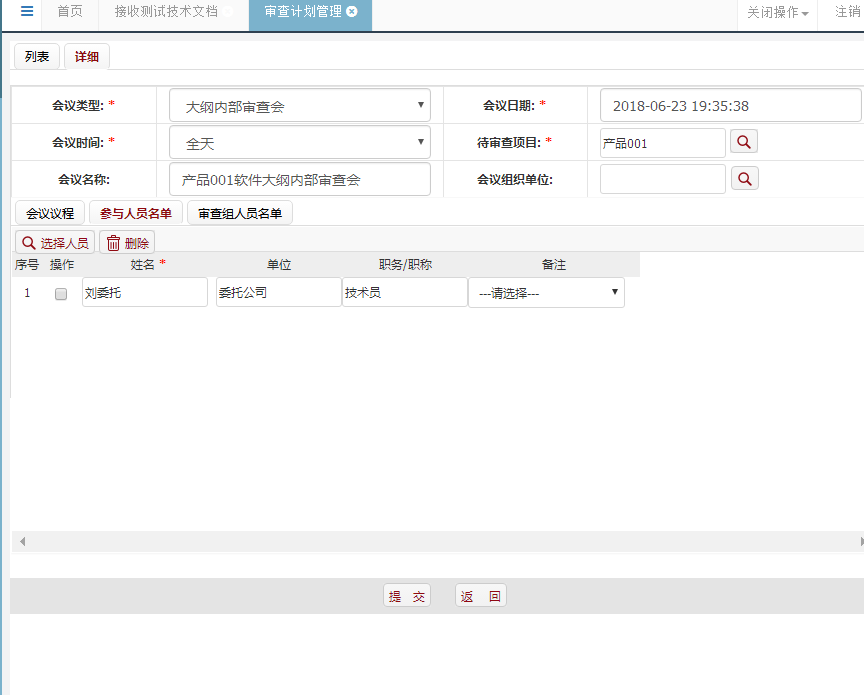 首页 接收测试技术文档 审查计划管理 关闭操作 注销
列表 详细
会议类型: * 大纲内部审查会 会议日期: * 2018-06-23 19:35:38
会议时间: * 全天 待审查项目: * 产品001
会议名称: 产品001软件大纲内部审查会 会议组织单位:
会议议程 参与人员名单 审查组人员名单
选择人员 删除
序号 操作 姓名 * 单位 职务/职称 备注
1 刘委托 委托公司 技术员 ---请选择---
提 交 返 回